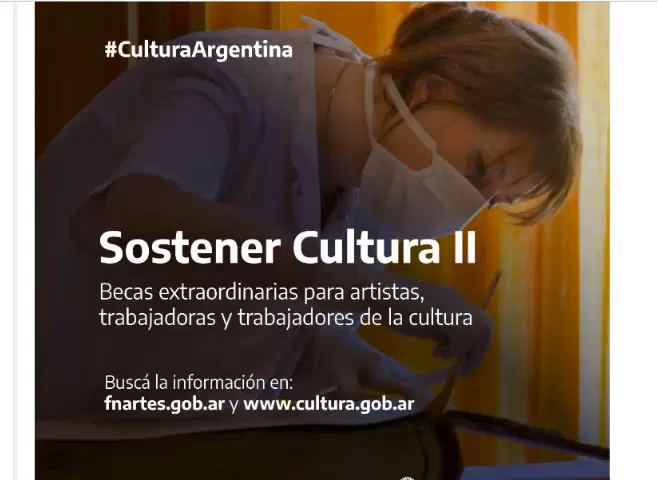 #CulturaArgentina
Sostener Cultura II
Becas extraordinarias para artistas,
trabajadoras y trabajadores de la cultura
Buscá la información en:
fnartes.gob.ar y www.cultura.gob.ar